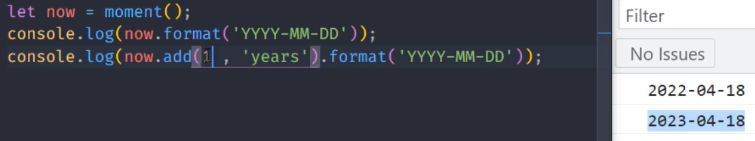 let now = moment();
console.log(now.format('YYYY-MM-DD'));
console.log(now.add(1 , 'years').format('YYYY-MM-DD'));
Filter
No Issues
2022-04-18
2023-04-18